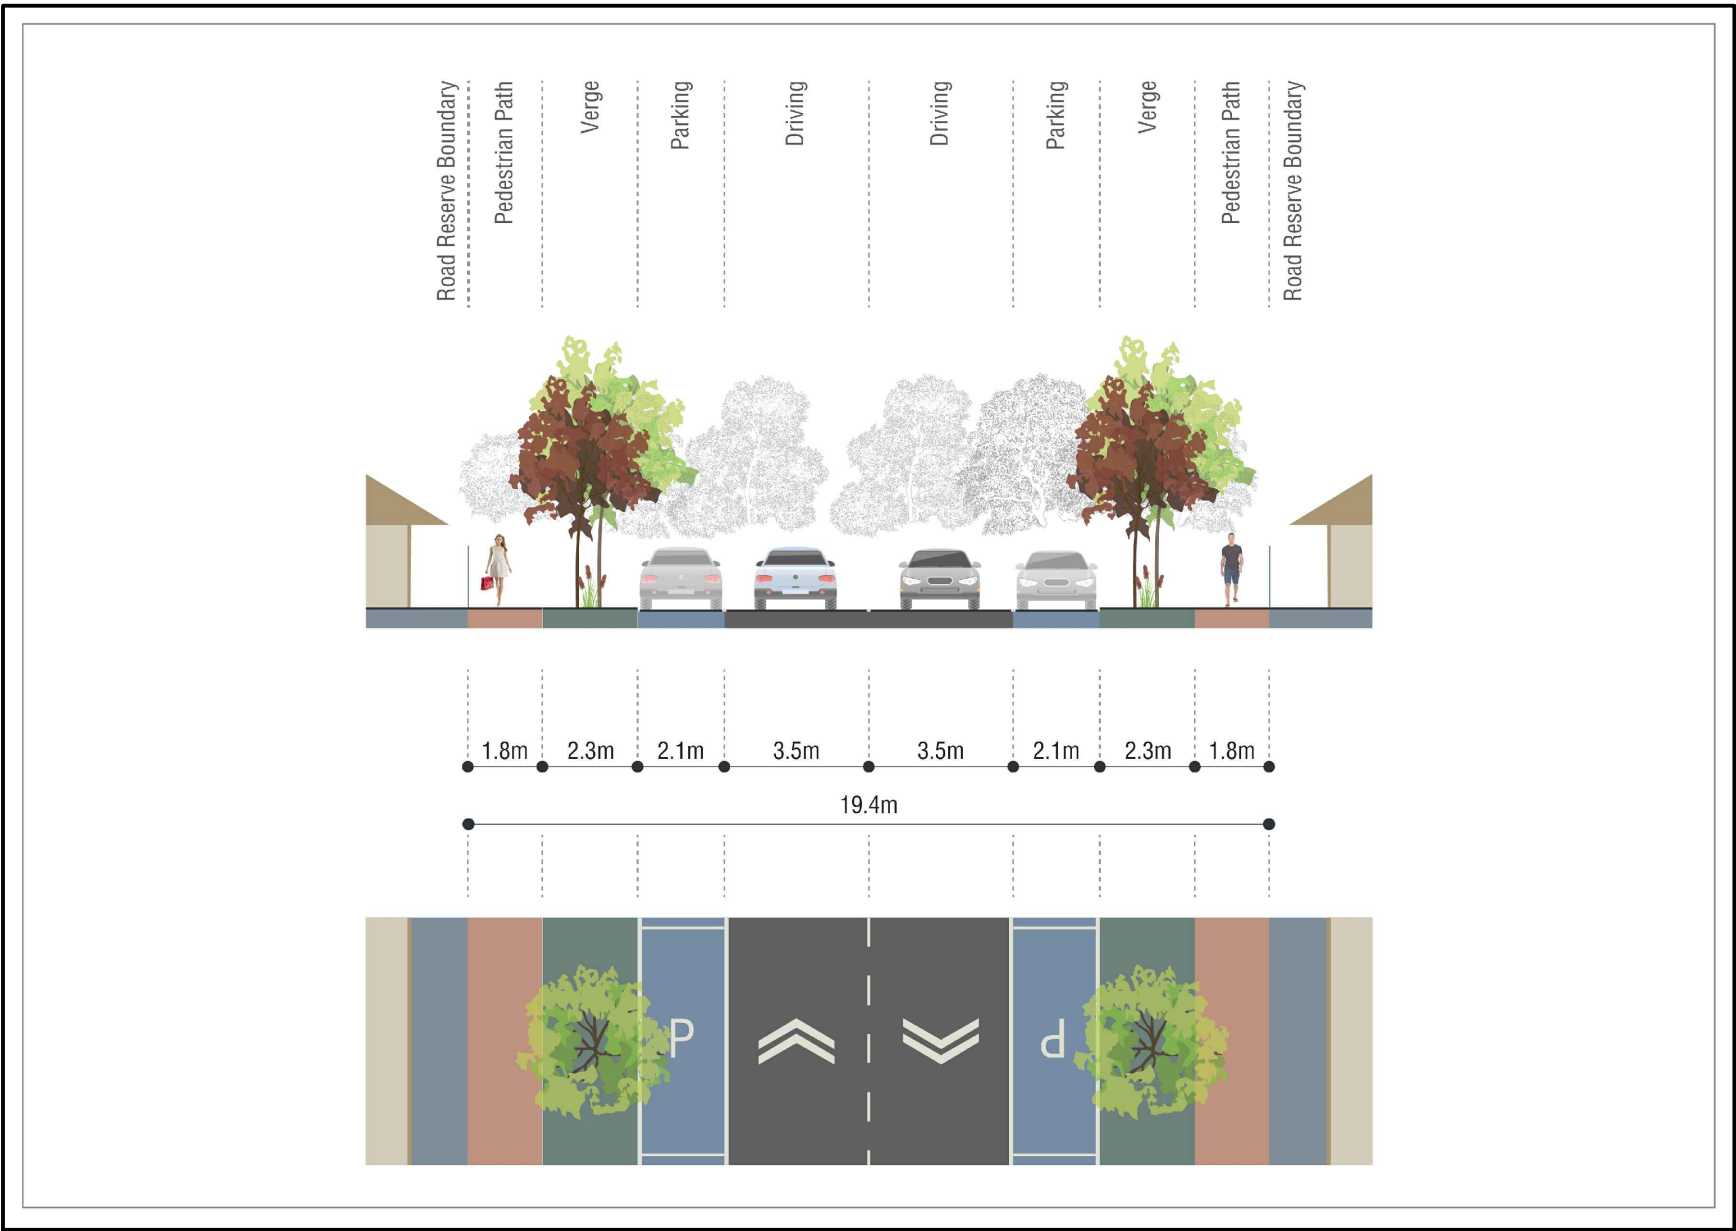 Road Reserve Boundary
Pedestrian Path
Verge
Parking
Driving
Driving
Parking
Verge
Pedestrian Path
Road Reserve Boundary
1.8m
2.3m
2.1m
3.5m
3.5m
2.1m
2.3m
1.8m
19.4m
P
P